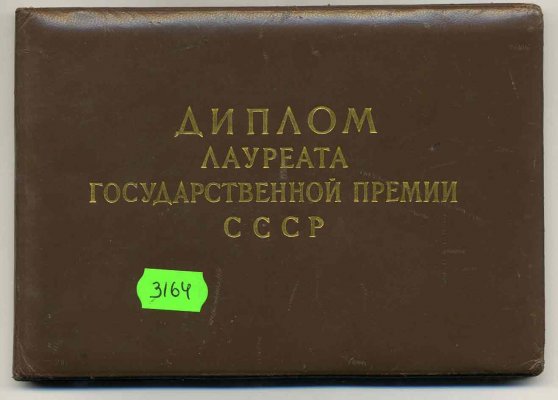 ДИПЛОМ
ЛАУРЕАТА
ГОСУДАРСТВЕННОЙ ПРЕМИИ
СССР
3164